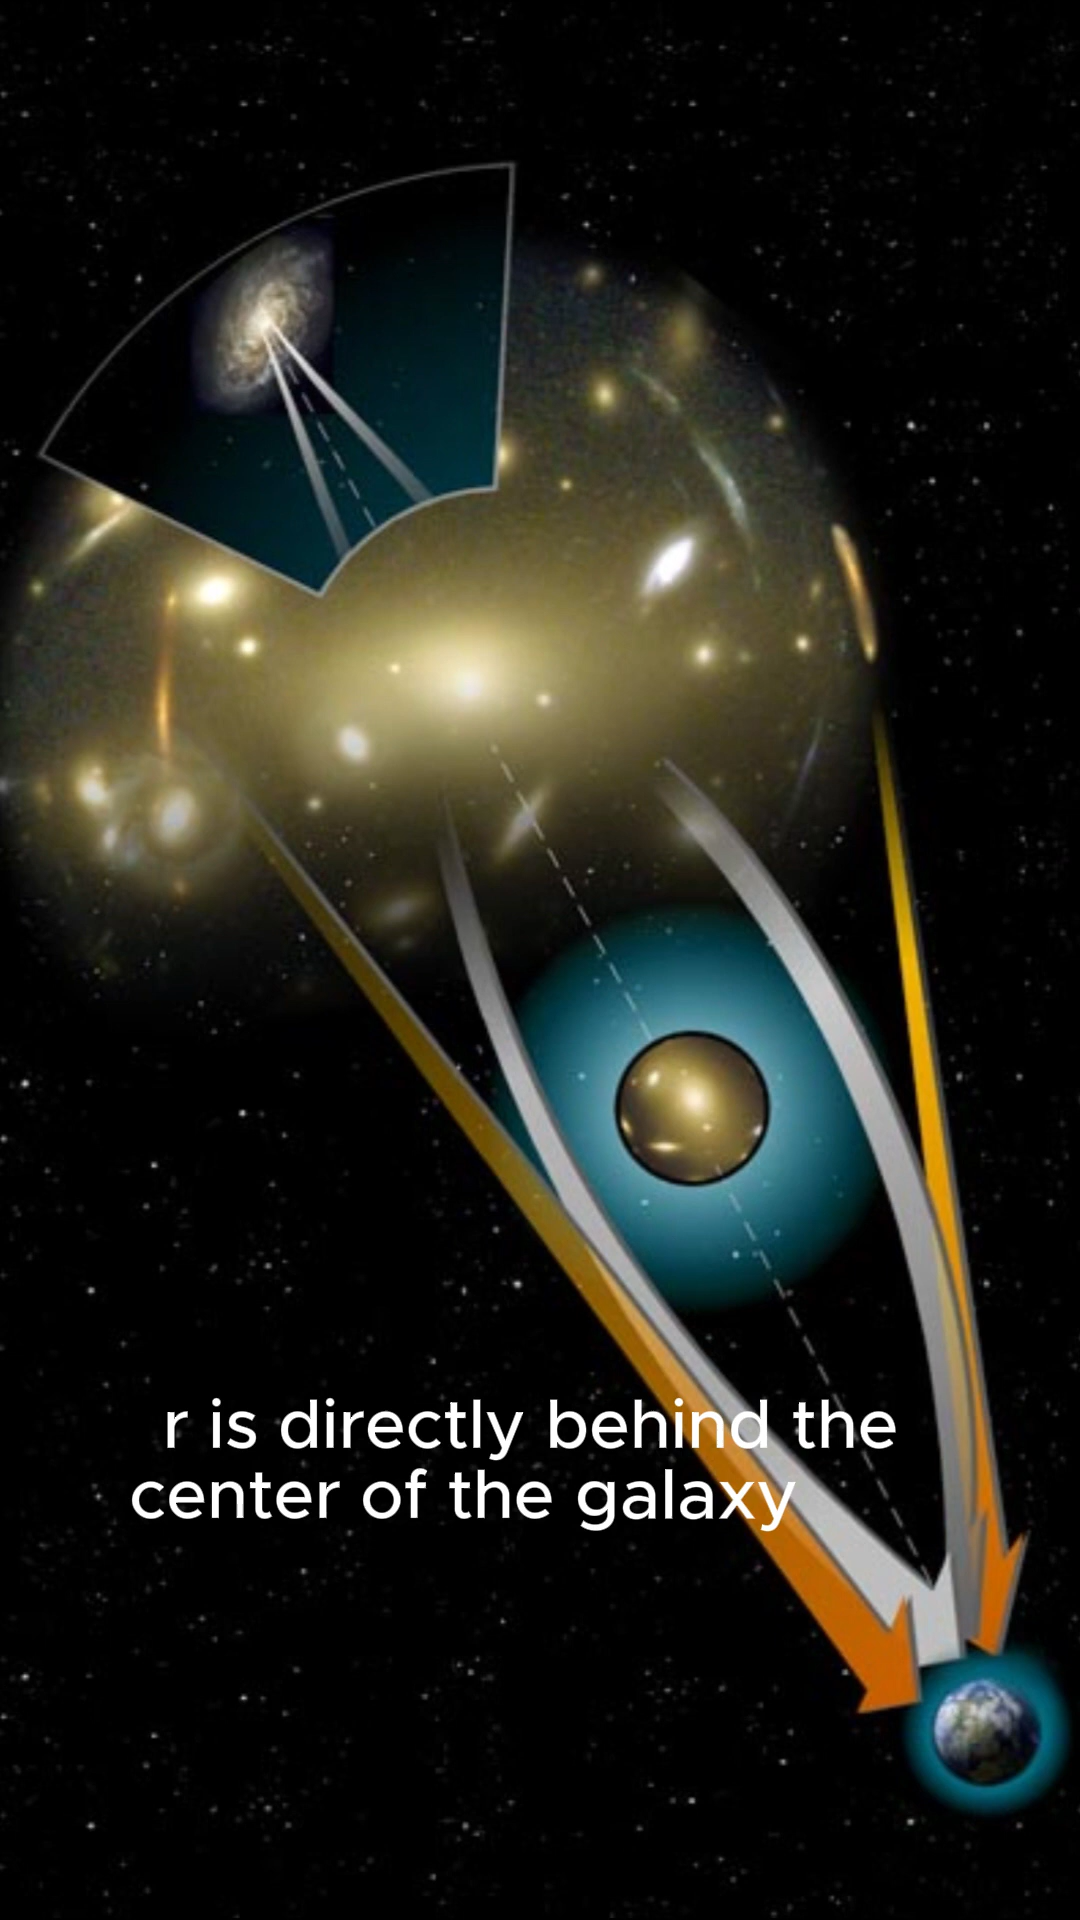 r is directly behind the
center of the galaxy